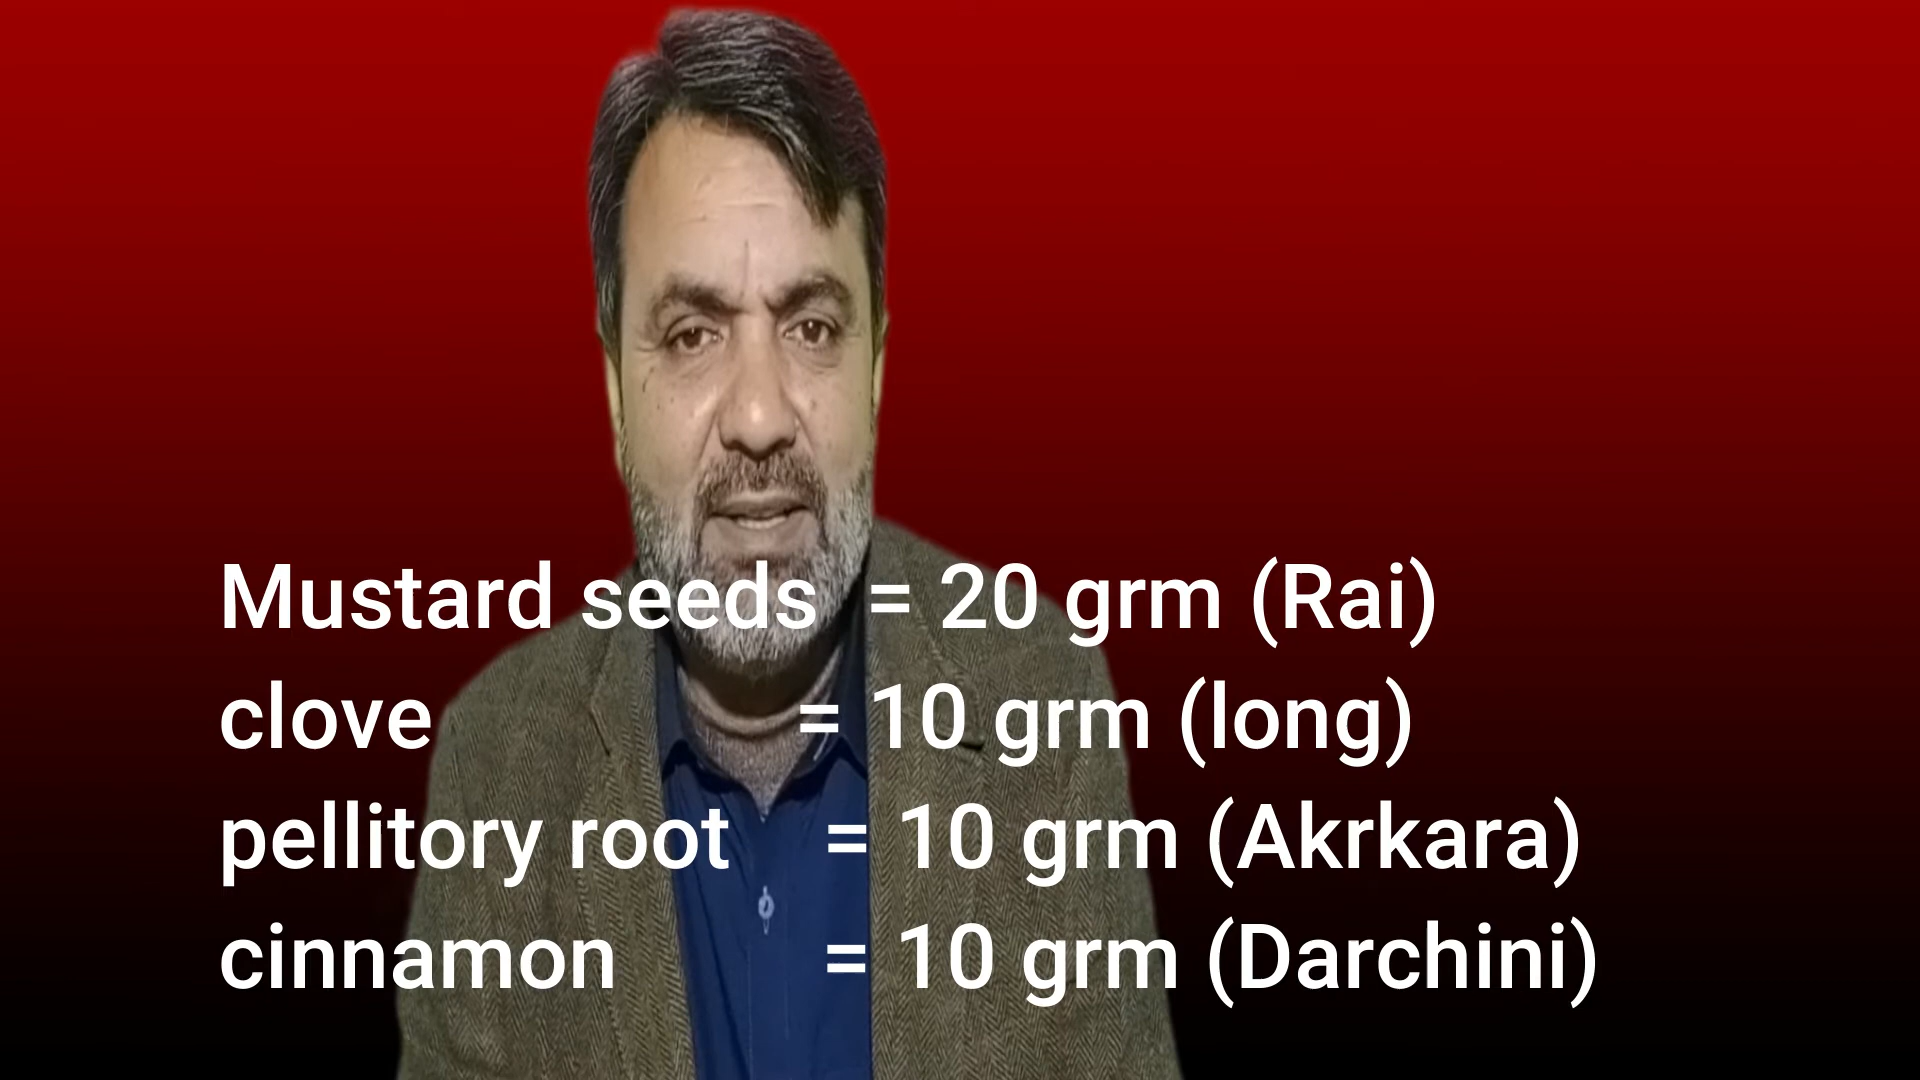 Mustard seeds = 20 grm (Rai)
clove = 10 grm (long)
pellitory root = 10 grm (Akrkara)
cinnamon = 10 grm (Darchini)